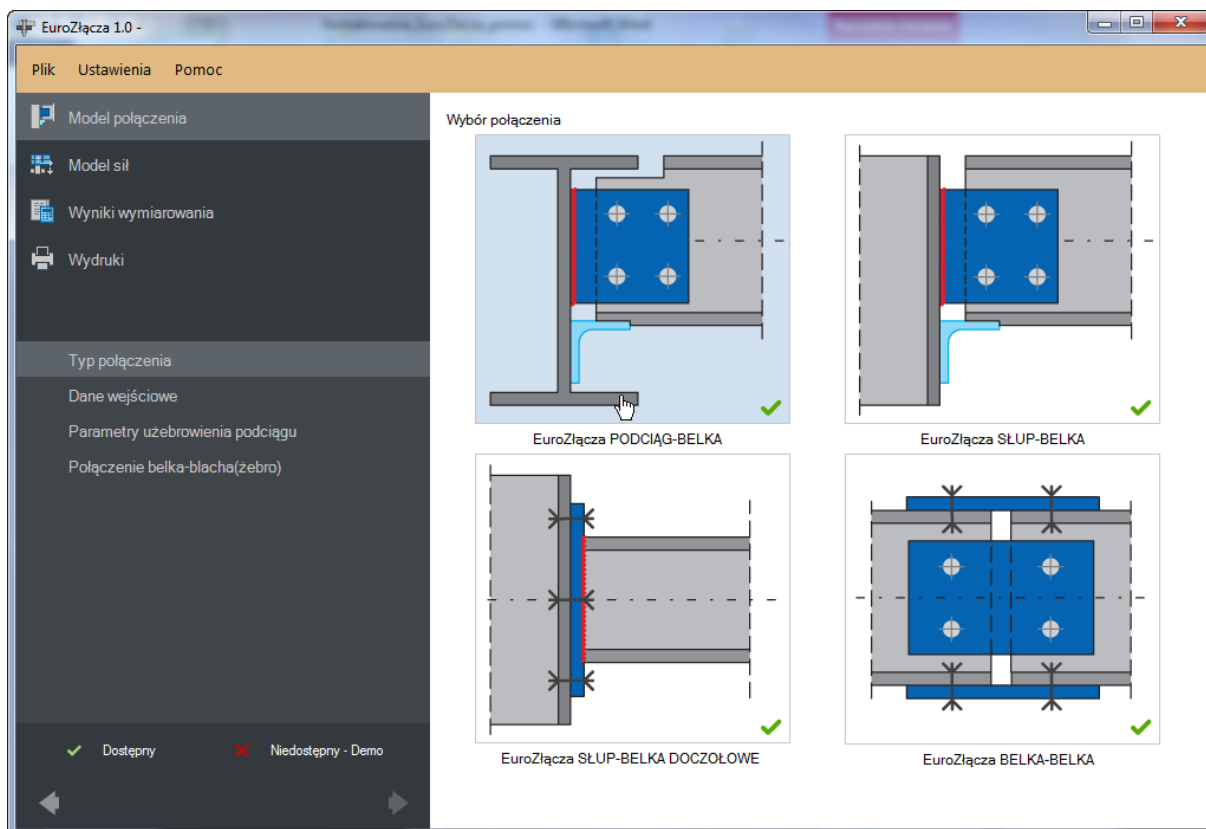 EuroZłącza 1.0 -
Plik Ustawienia Pomoc
Model połączenia
Model sił
Wyniki wymiarowania
Wydruki
Typ połączenia
Dane wejściowe
Parametry użebrowienia podciągu
Połączenie belka-blacha(żebro)
Dostępny Niedostępny - Demo
Wybór połączenia
EuroZłącza PODCIĄG-BELKA
EuroZłącza SŁUP-BELKA
EuroZłącza SŁUP-BELKA DOCZOŁOWE
EuroZłącza BELKA-BELKA